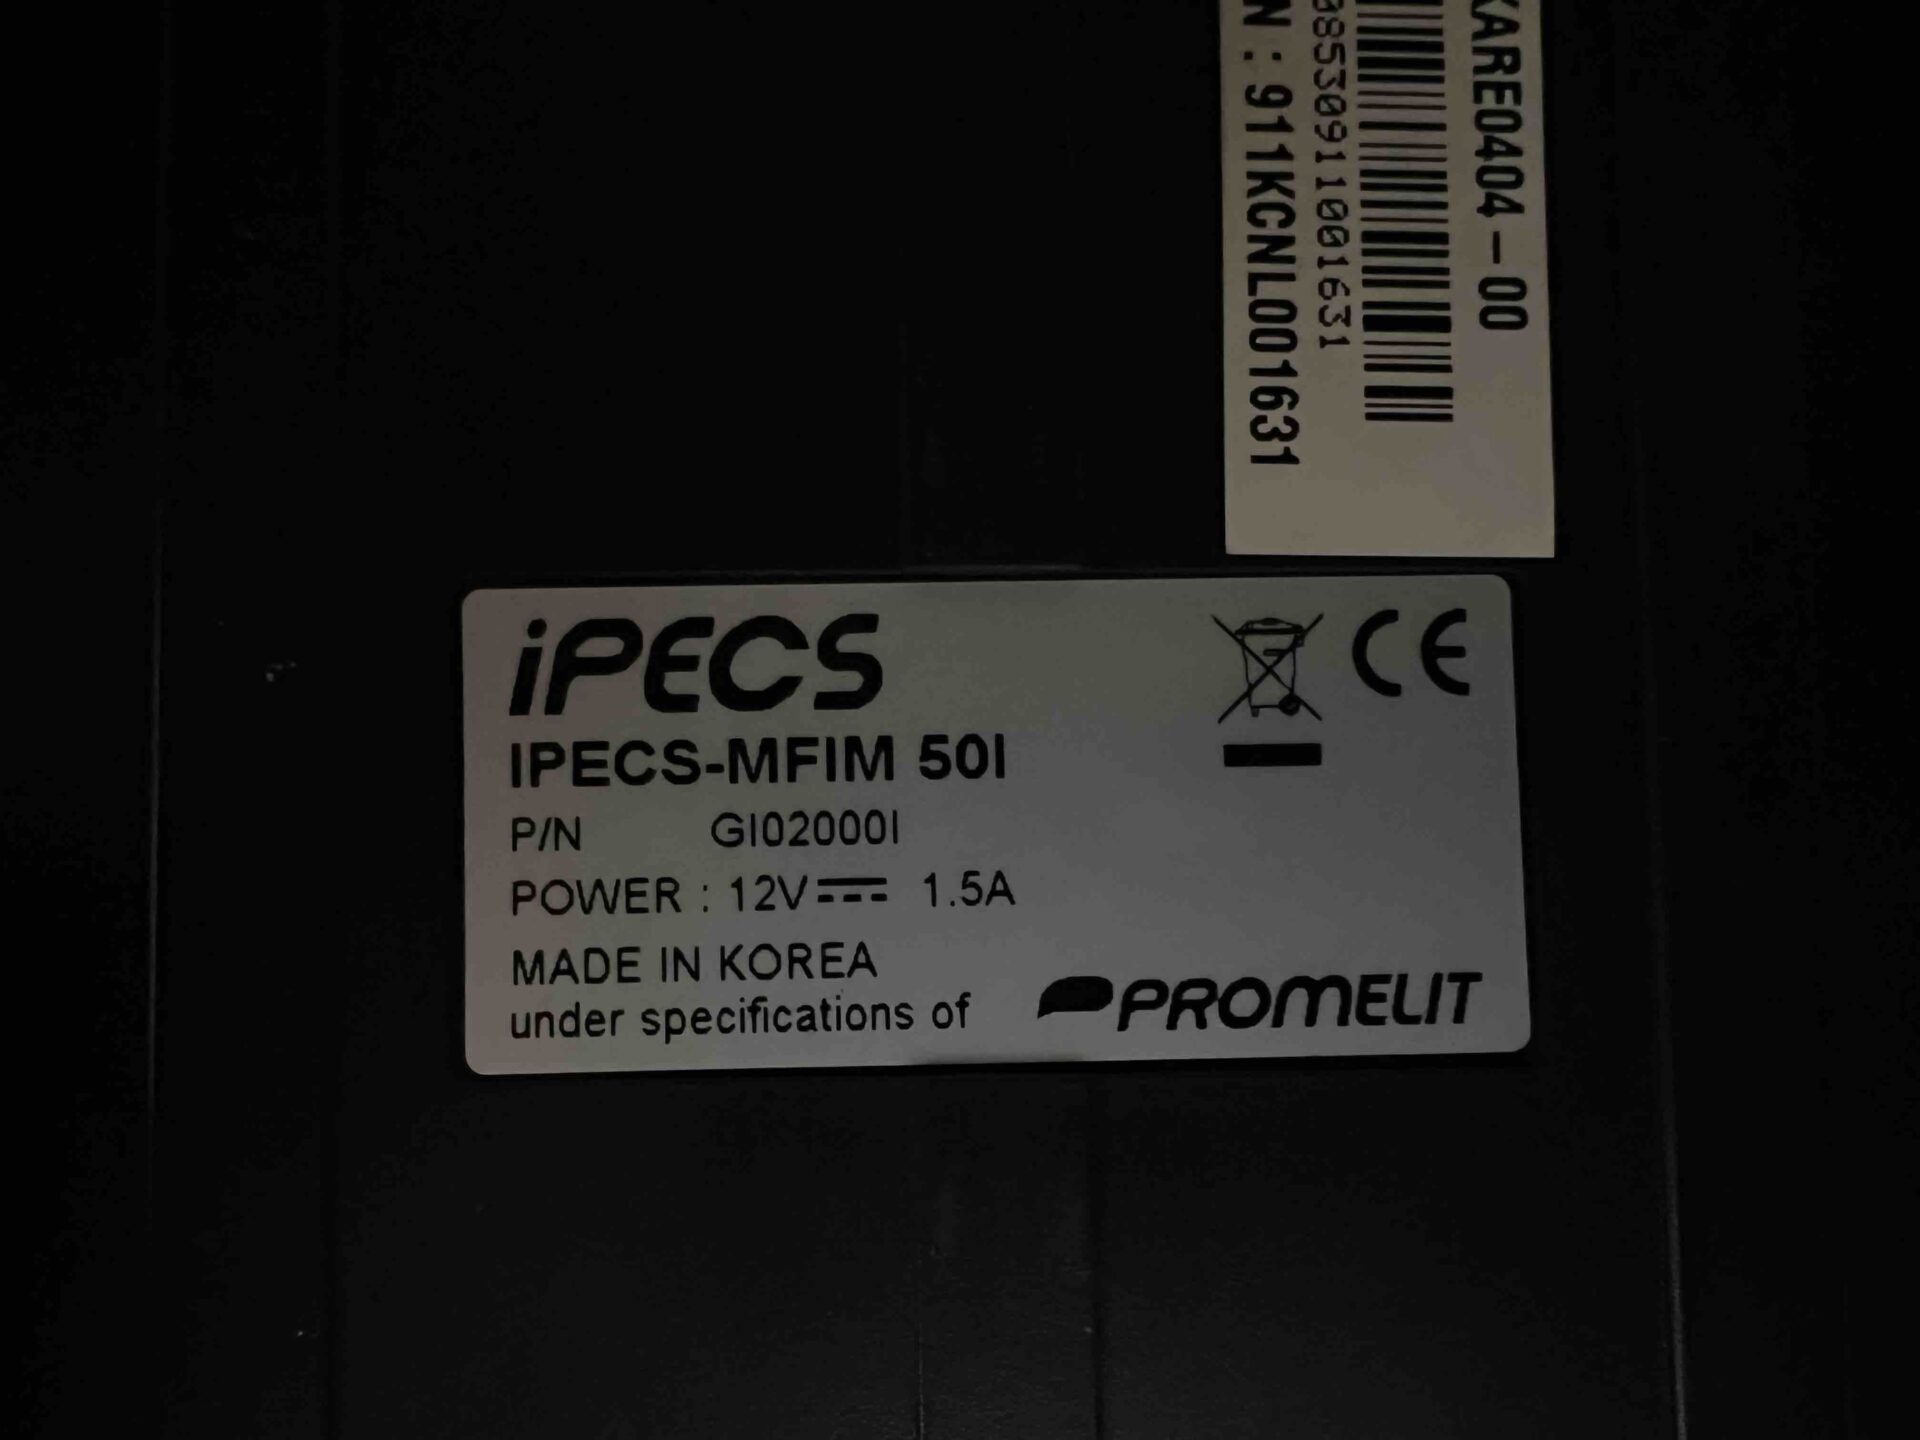 KARE0404-00
08530911001631
N : 911KCNL001631
iPECS
CE
IPECS-MFIM 50I
P/N GI02000I
POWER : 12V 1.5A
MADE IN KOREA
under specifications of PROMELIT